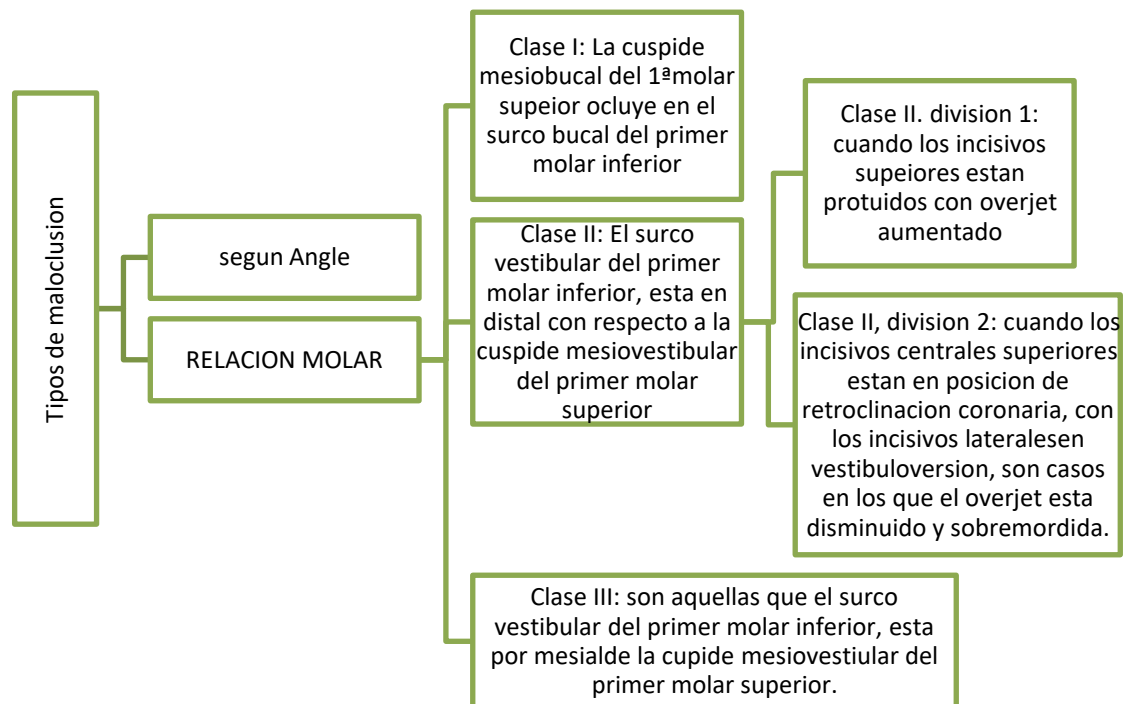 Tipos de maloclusion
segun Angle
RELACION MOLAR
Clase I: La cuspide
mesiobucal del 1ªmolar
supeior ocluye en el
surco bucal del primer
molar inferior
Clase II: El surco
vestibular del primer
molar inferior, esta en
distal con respecto a la
cuspide mesiovestibular
del primer molar
superior
Clase II. division 1:
cuando los incisivos
supeiores estan
protuidos con overjet
aumentado
Clase II, division 2: cuando los
incisivos centrales superiores
estan en posicion de
retroclinacion coronaria, con
los incisivos lateralesen
vestibuloversion, son casos
en los que el overjet esta
disminuido y sobremordida.
Clase III: son aquellas que el surco
vestibular del primer molar inferior, esta
por mesialde la cupide mesiovestiular del
primer molar superior.